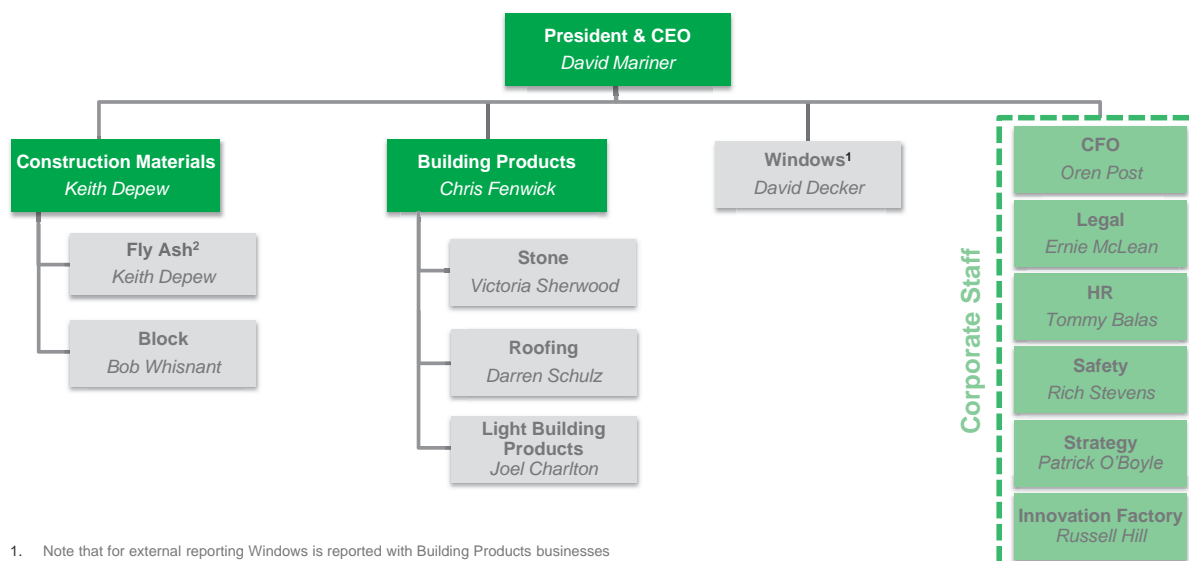 President & CEO
David Mariner
Construction Materials
Keith Depew
Building Products
Chris Fenwick
Windows¹
David Decker
Fly Ash²
Keith Depew
Block
Bob Whisnant
Stone
Victoria Sherwood
Roofing
Darren Schulz
Light Building
Products
Joel Charlton
Corporate Staff
CFO
Oren Post
Legal
Ernie McLean
HR
Tommy Balas
Safety
Rich Stevens
Strategy
Patrick O’Boyle
Innovation Factory
Russell Hill
1. Note that for external reporting Windows is reported with Building Products businesses